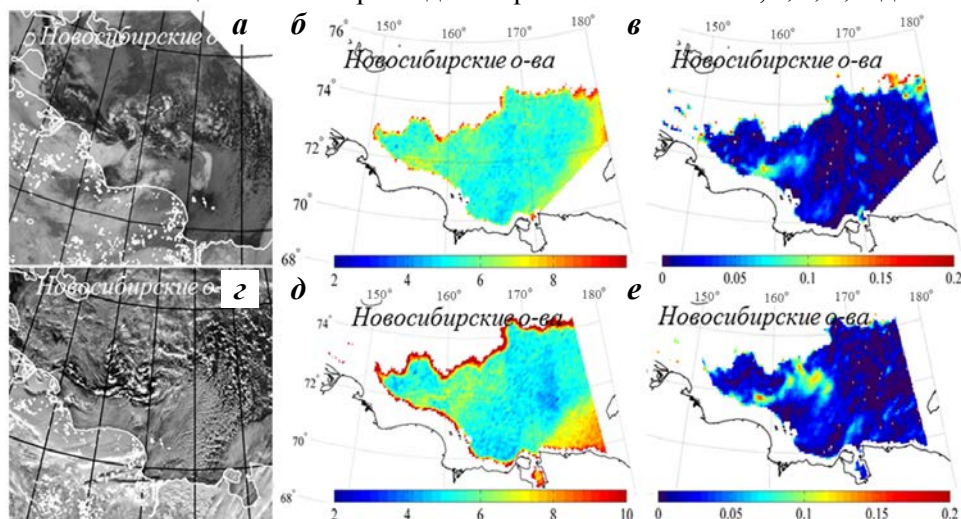 Новосибирские о-ва а
Новосибирские о- г
б 150° 160° 170° 180°
76°
74°
72°
70°
68°
Новосибирские о-ва
2 4 6 8 10
в 150° 160° 170° 180°
Новосибирские о-ва
0 0.05 0.1 0.15 0.2
д 150° 160° 170° 180°
74°
72°
70°
68°
Новосибирские о-ва
2 4 6 8 10
е 150° 160° 170° 180°
Новосибирские о-ва
0 0.05 0.1 0.15 0.2